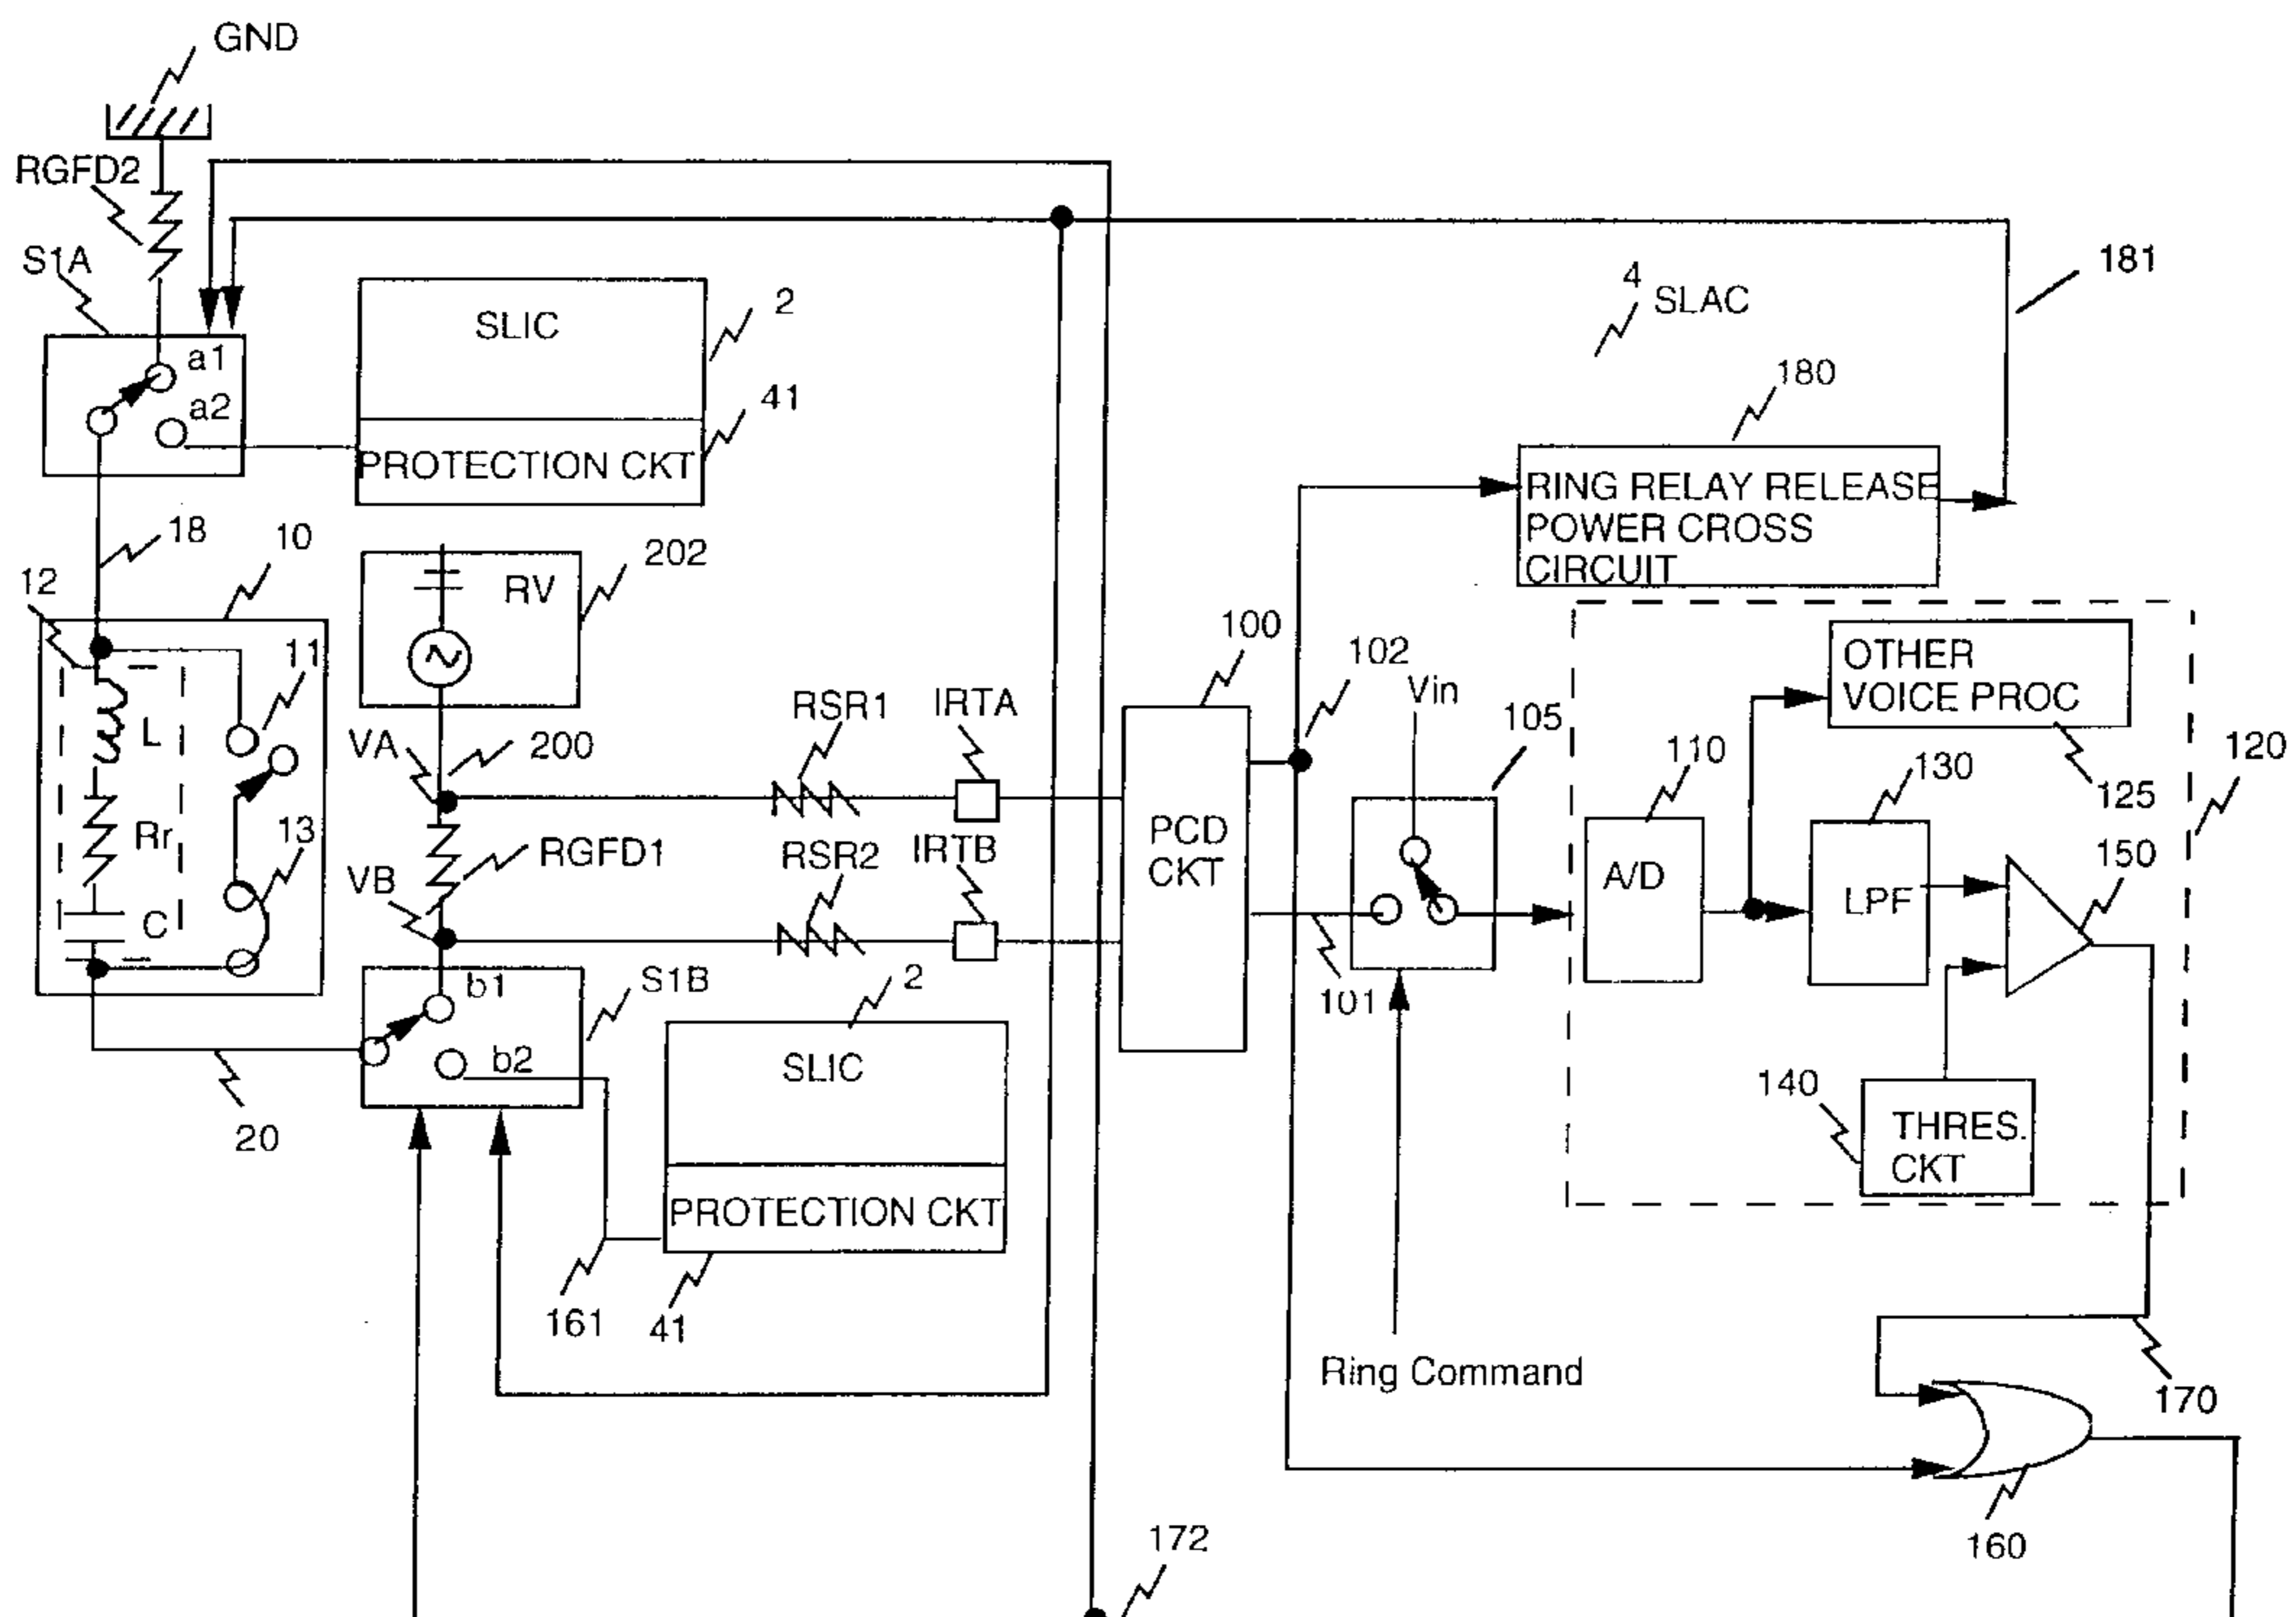 GND
RGFD2
S1A
a1
a2
SLIC
2
PROTECTION CKT
41
4
SLAC
181
180
RING RELAY RELEASE
POWER CROSS
CIRCUIT
18
10
12
11
L
Rr
13
C
RV
202
VA
200
RSR1
IRTA
RGFD1
VB
RSR2
IRTB
100
PCD
CKT
102
Vin
105
101
Ring Command
OTHER
VOICE PROC
125
120
110
A/D
130
LPF
150
140
THRES.
CKT
20
b1
b2
S1B
2
SLIC
PROTECTION CKT
161
41
170
160
172